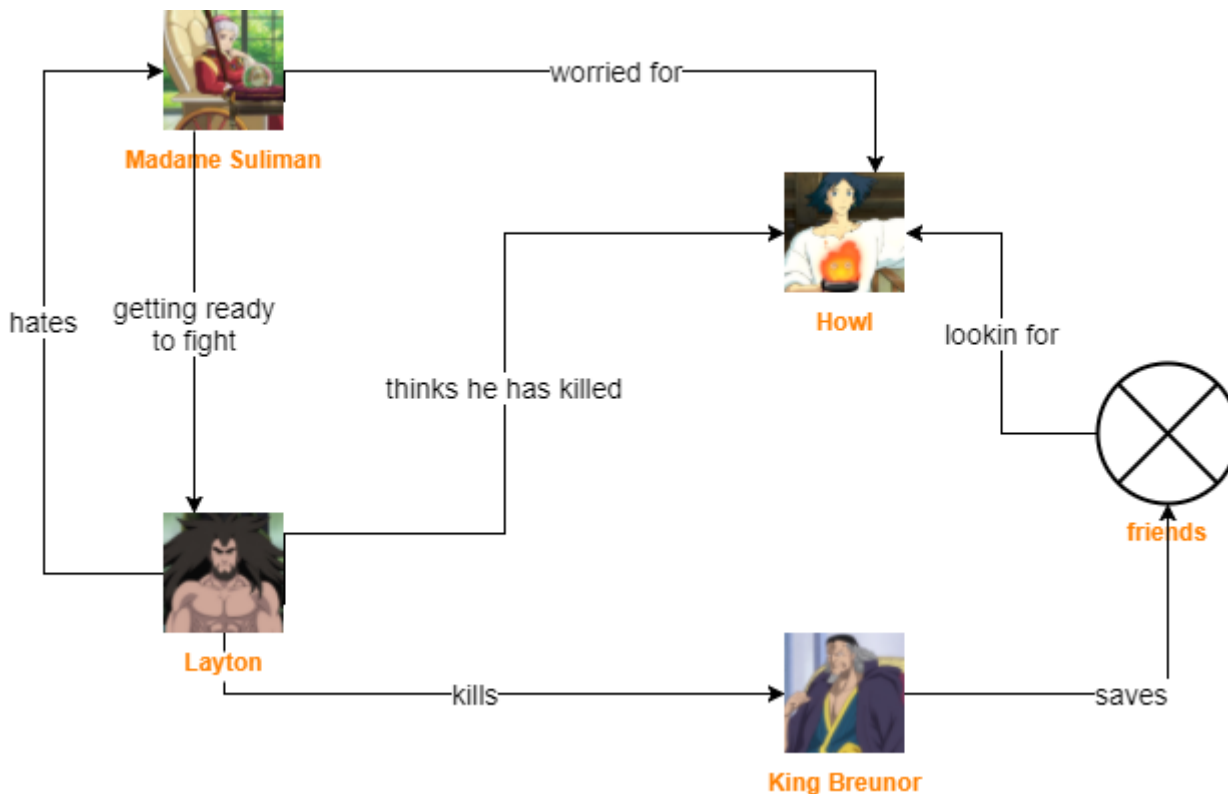 worried for
Madame Suliman
hates
getting ready
to fight
Howl
lookin for
thinks he has killed
friends
Layton
kills
saves
King Breunor